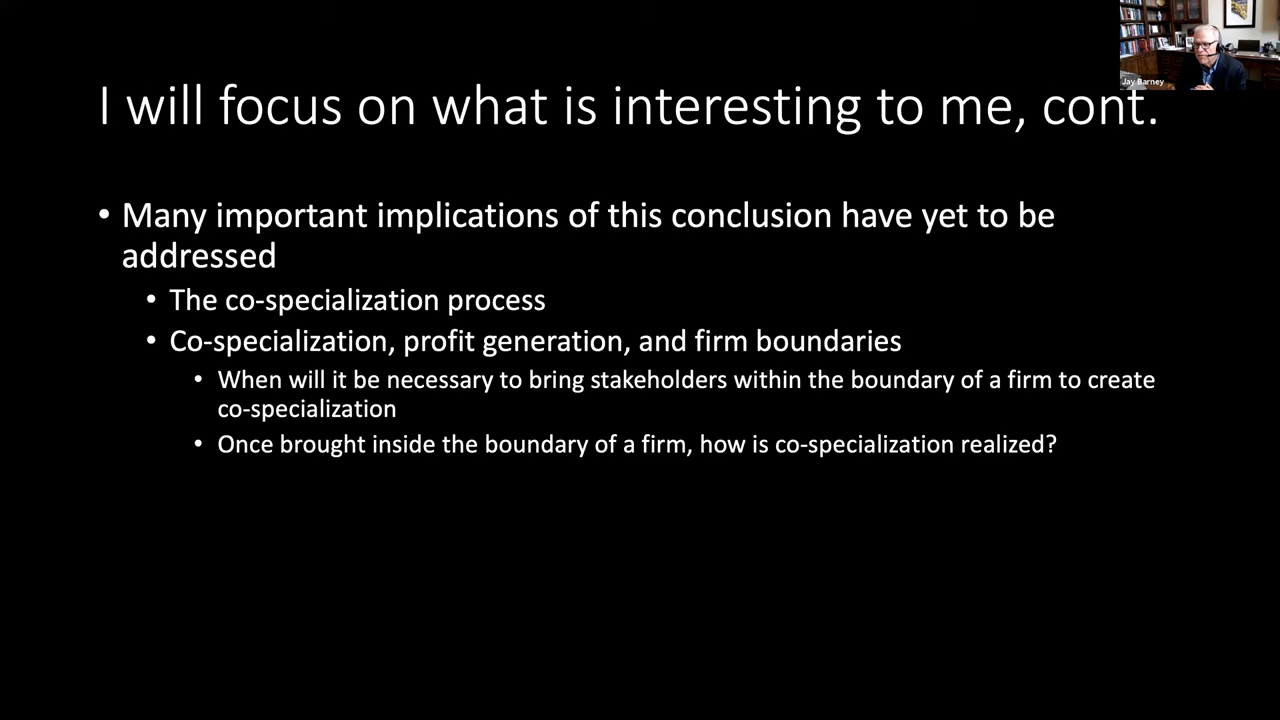 Jay Barney
I will focus on what is interesting to me, cont.
• Many important implications of this conclusion have yet to be
addressed
• The co-specialization process
• Co-specialization, profit generation, and firm boundaries
• When will it be necessary to bring stakeholders within the boundary of a firm to create
co-specialization
• Once brought inside the boundary of a firm, how is co-specialization realized?